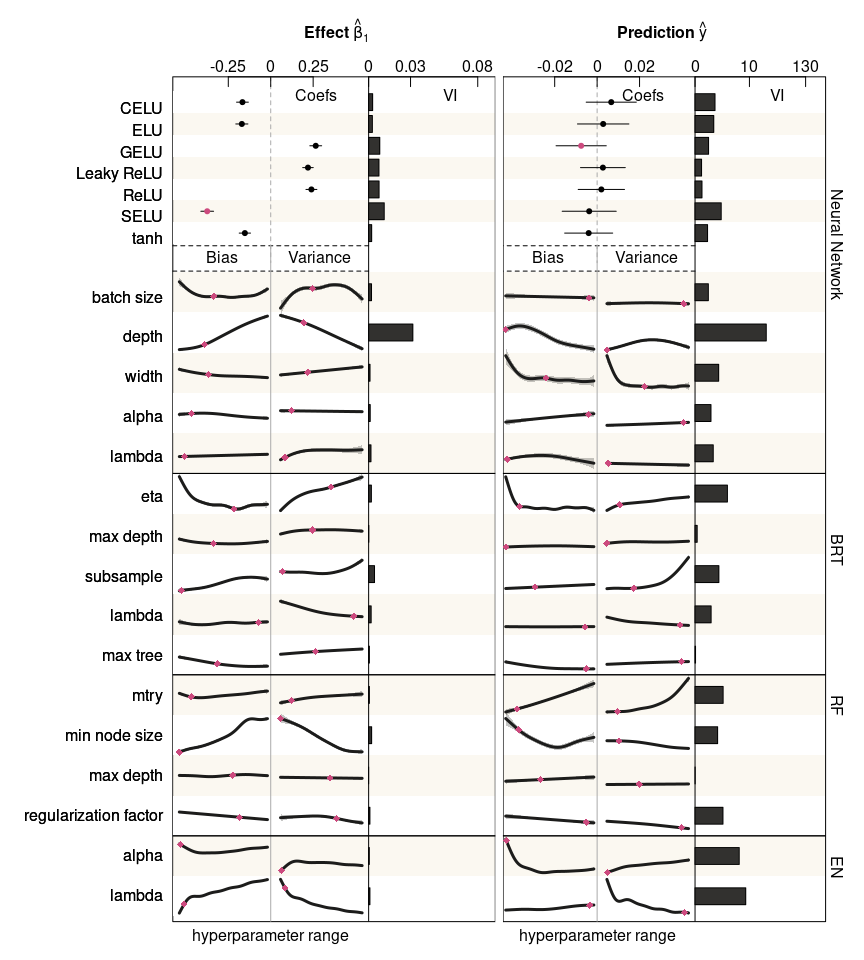 Effect β̂₁ Prediction ŷ
-0.25 0 0.25 0 0.03 0.08 -0.02 0 0.02 0 10 130
Coefs VI Coefs VI
CELU
ELU
GELU
Leaky ReLU
ReLU
SELU
tanh
Bias Variance Bias Variance
batch size
depth
width
alpha
lambda
Neural Network
eta
max depth
subsample
lambda
max tree
BRT
mtry
min node size
max depth
regularization factor
RF
alpha
lambda
EN
hyperparameter range hyperparameter range